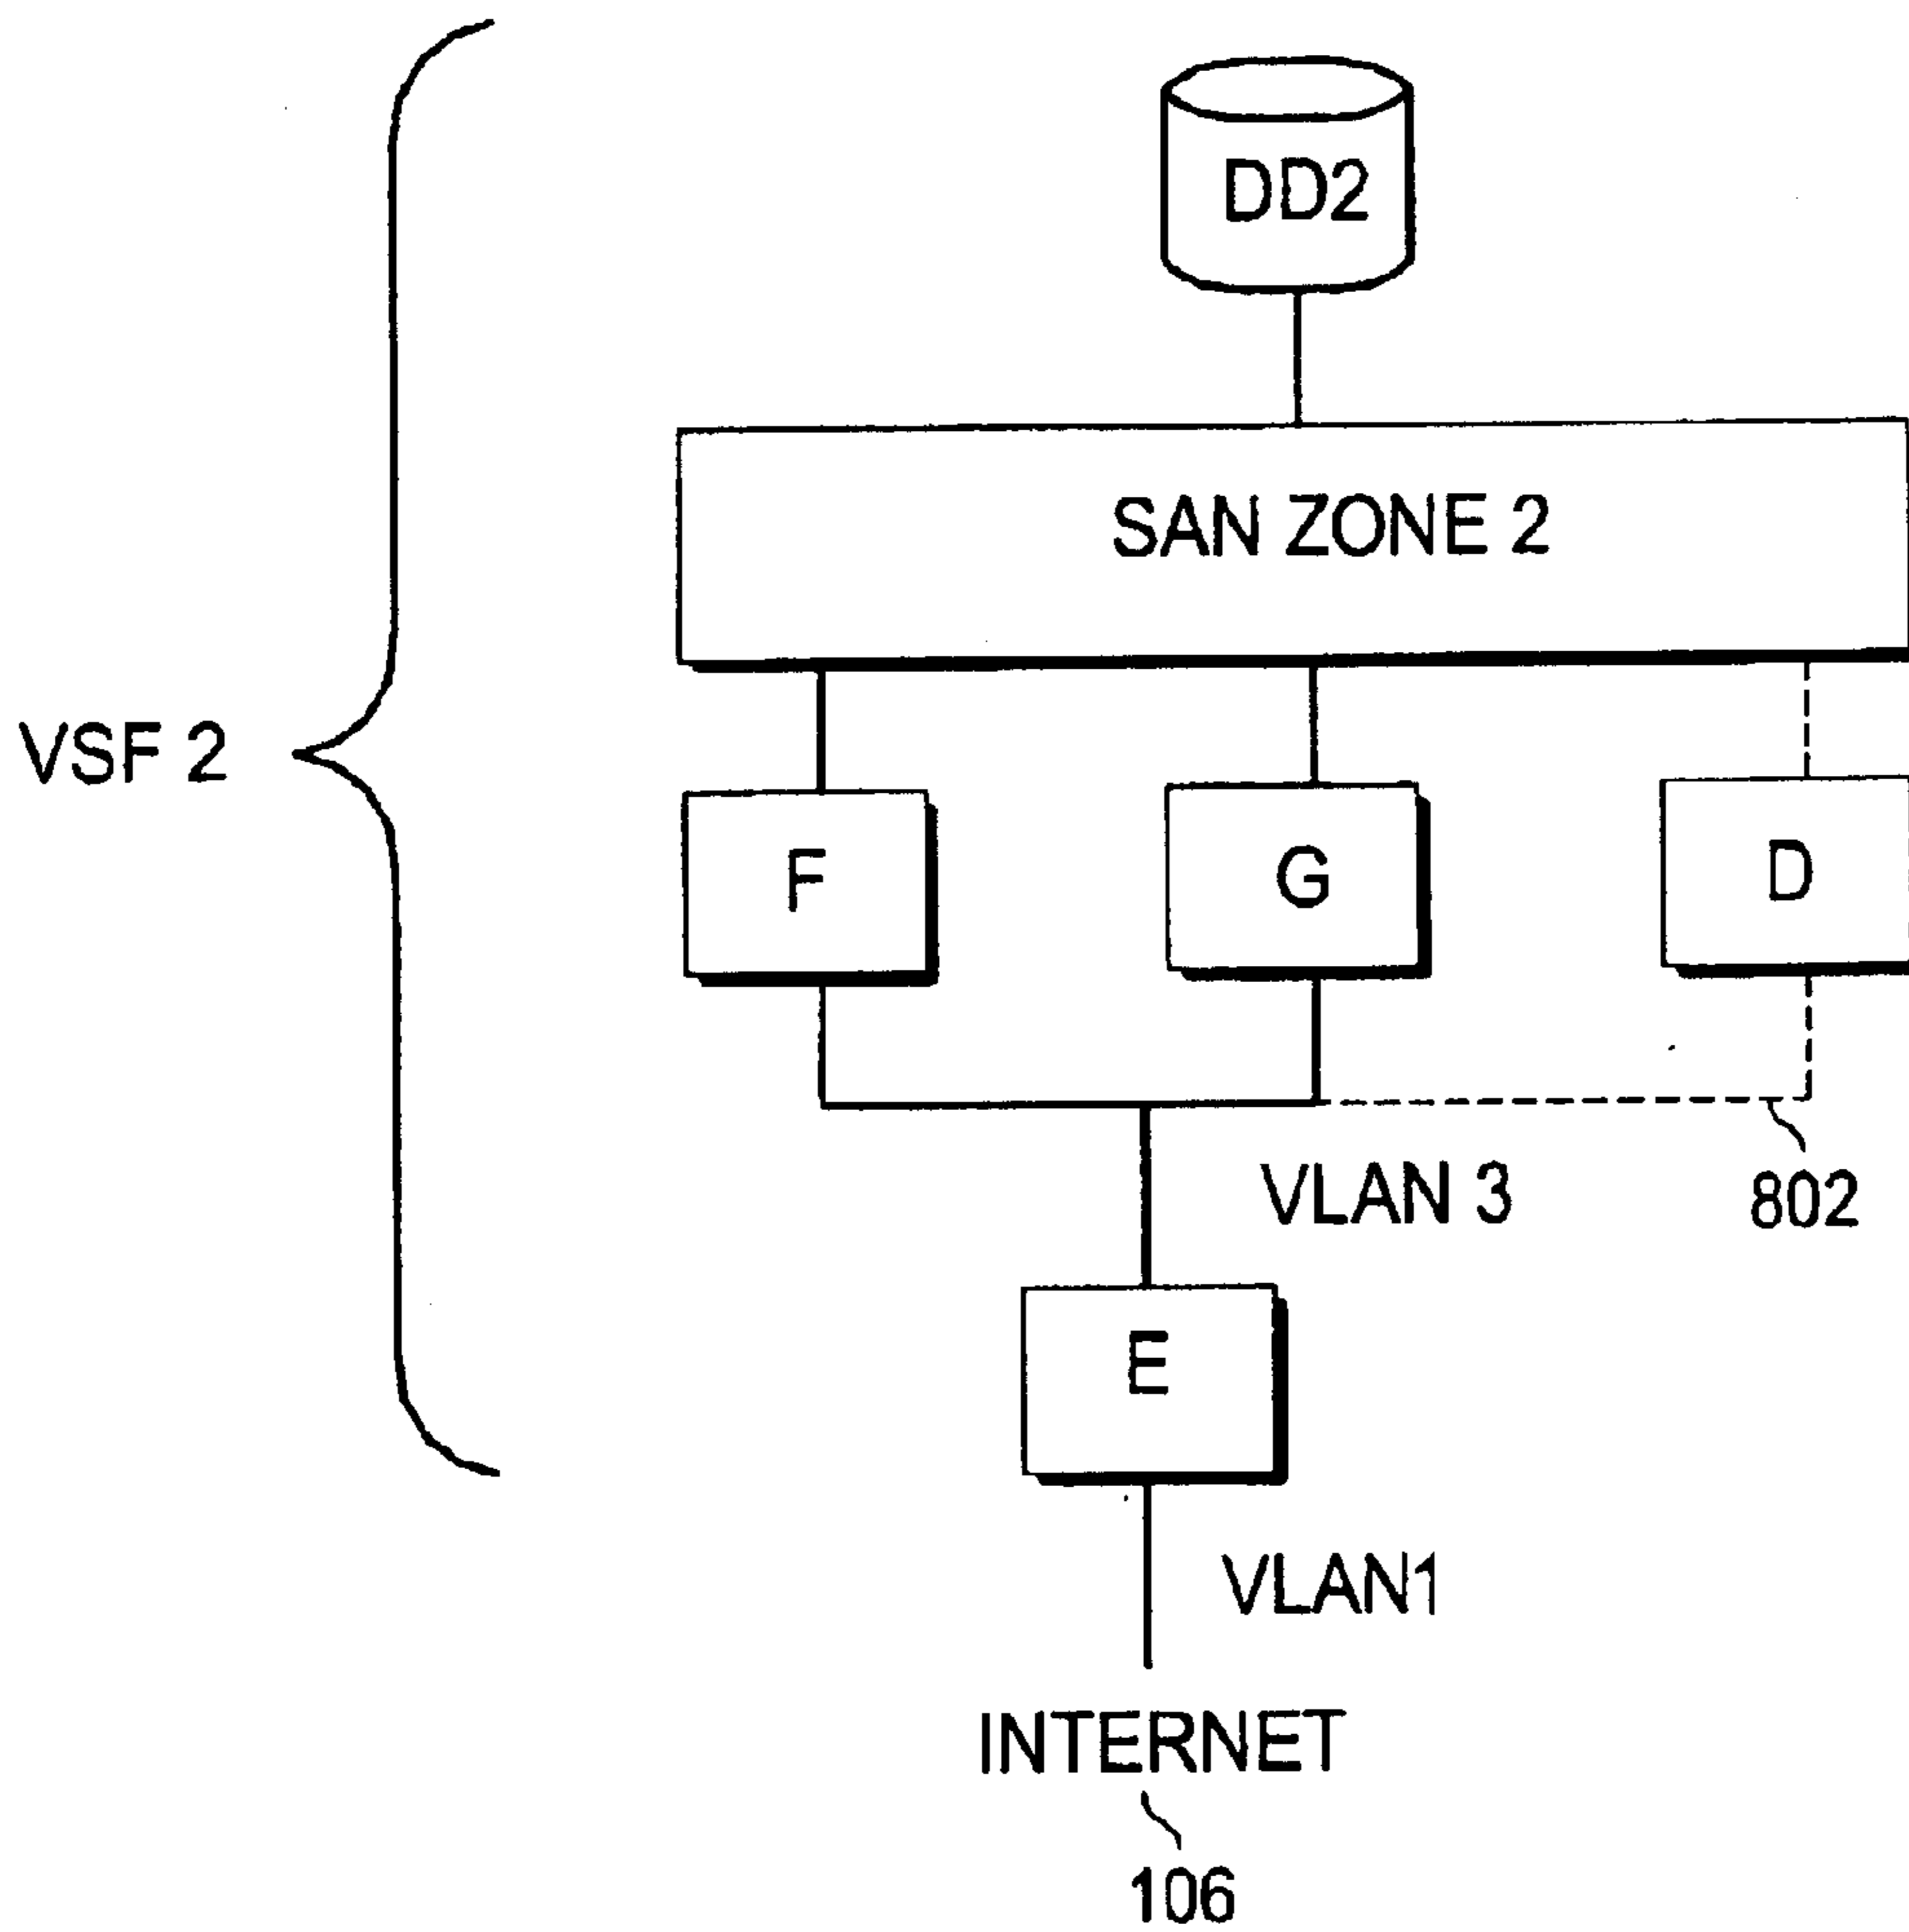 DD2
SAN ZONE 2
VSF 2
F
G
D
VLAN 3
802
E
VLAN1
INTERNET
106